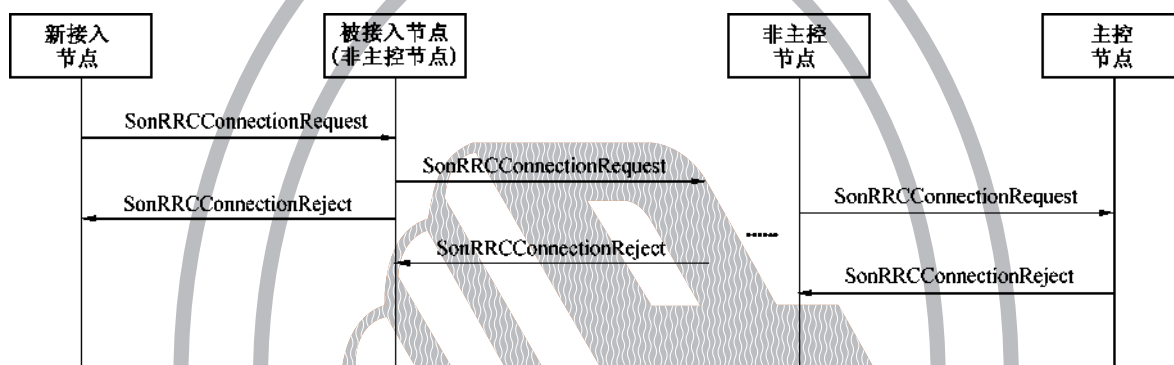 新接入
节点
被接入节点
(非主控节点)
非主控
节点
主控
节点
SonRRCConnectionRequest
SonRRCConnectionRequest
SonRRCConnectionReject
SonRRCConnectionRequest
......
SonRRCConnectionReject
SonRRCConnectionReject